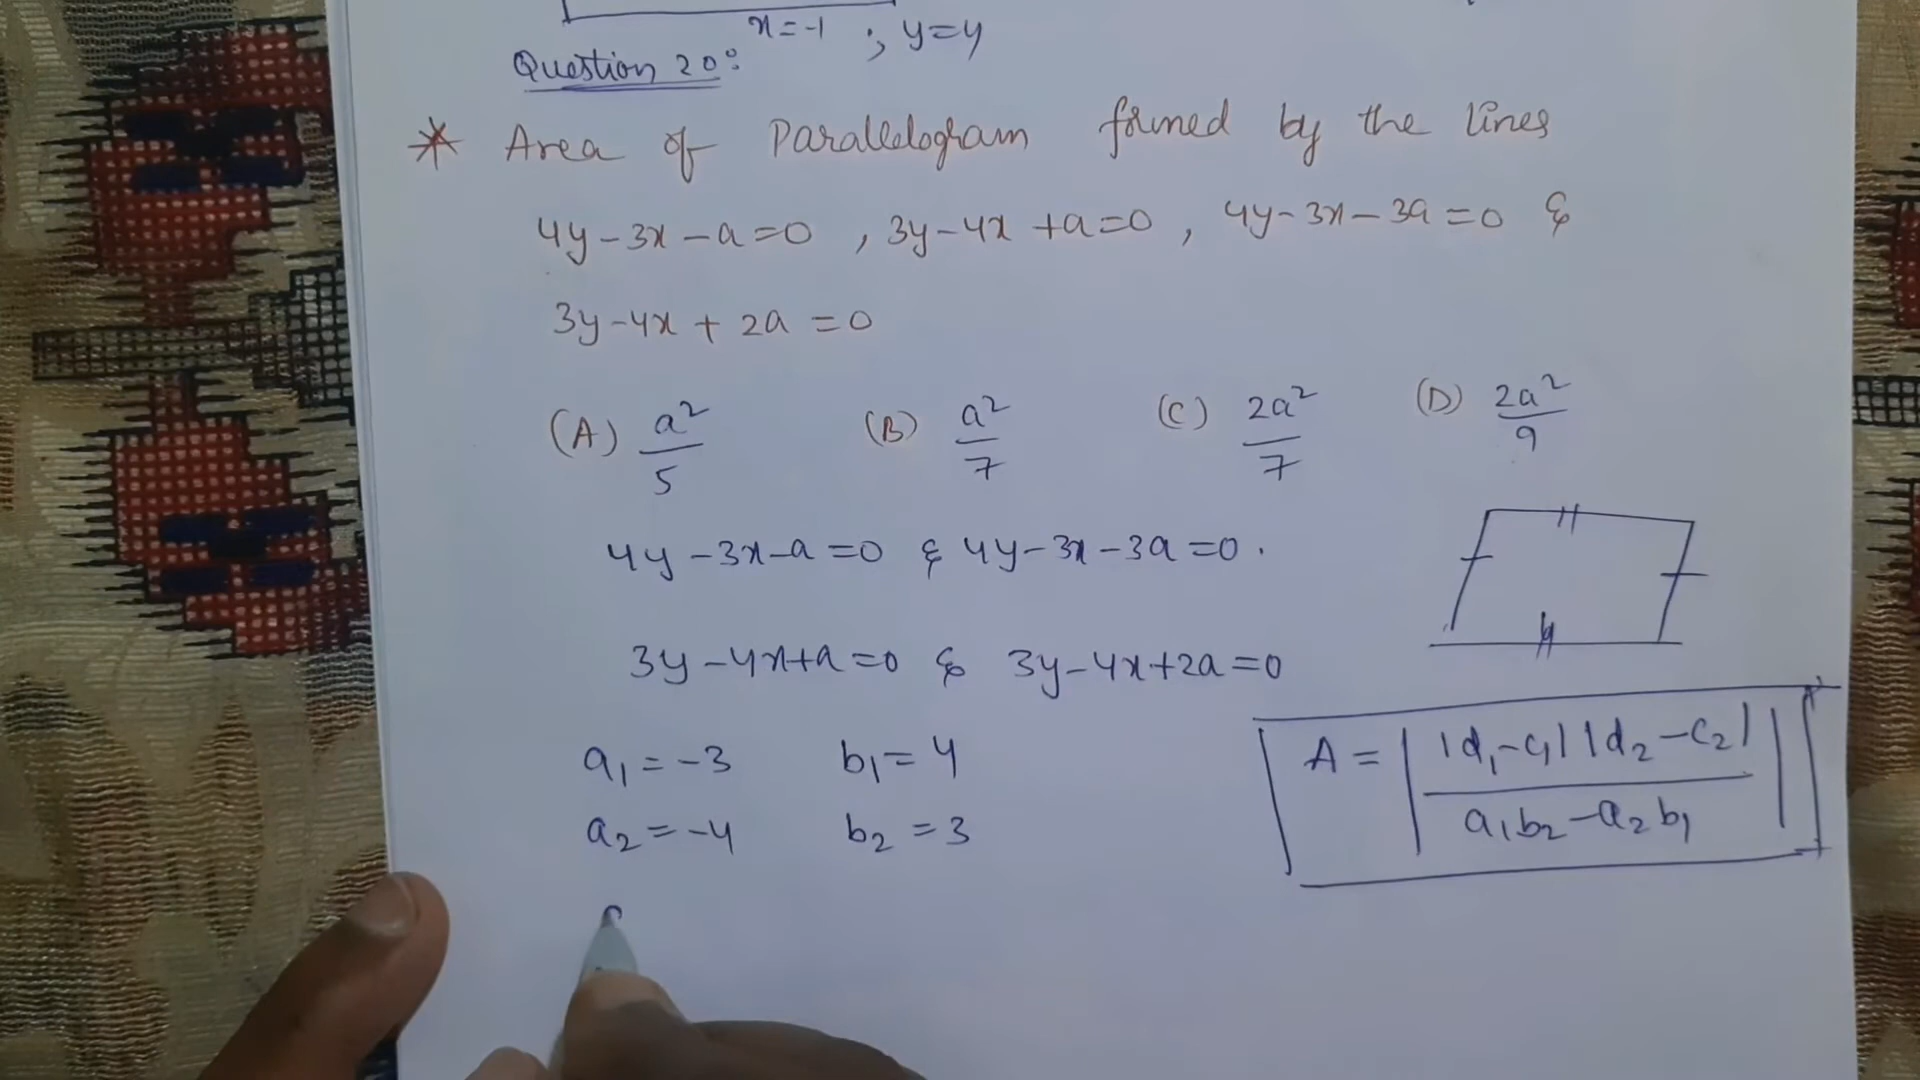 x=-1 ; y=4
Question 20:
* Area of Parallelogram formed by the lines
4y-3x-a=0 , 3y-4x+a=0 , 4y-3x-3a=0 &
3y-4x+2a=0
(A) a²/5 (B) a²/7 (C) 2a²/7 (D) 2a²/9
4y-3x-a=0 & 4y-3x-3a=0.
3y-4x+a=0 & 3y-4x+2a=0
a₁=-3 b₁=4
a₂=-4 b₂=3
A = | |d₁-c₁| |d₂-c₂| / a₁b₂-a₂b₁ |